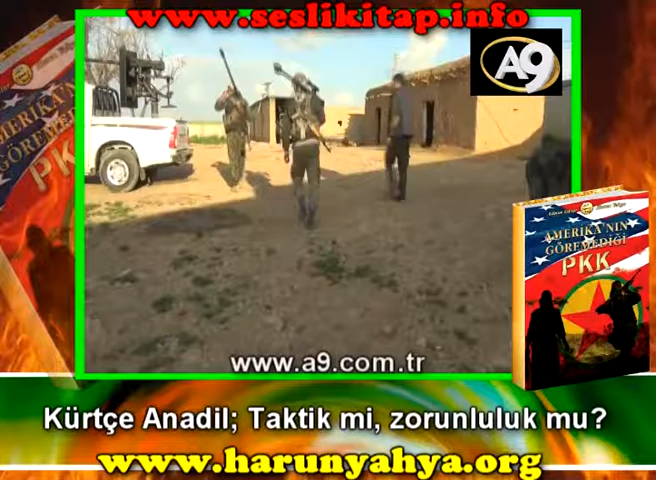 www.seslikitap.info
A9
AMERİKA'NIN
GÖREMEDİĞİ
PKK
www.a9.com.tr
Kürtçe Anadil; Taktik mi, zorunluluk mu?
www.harunyahya.org